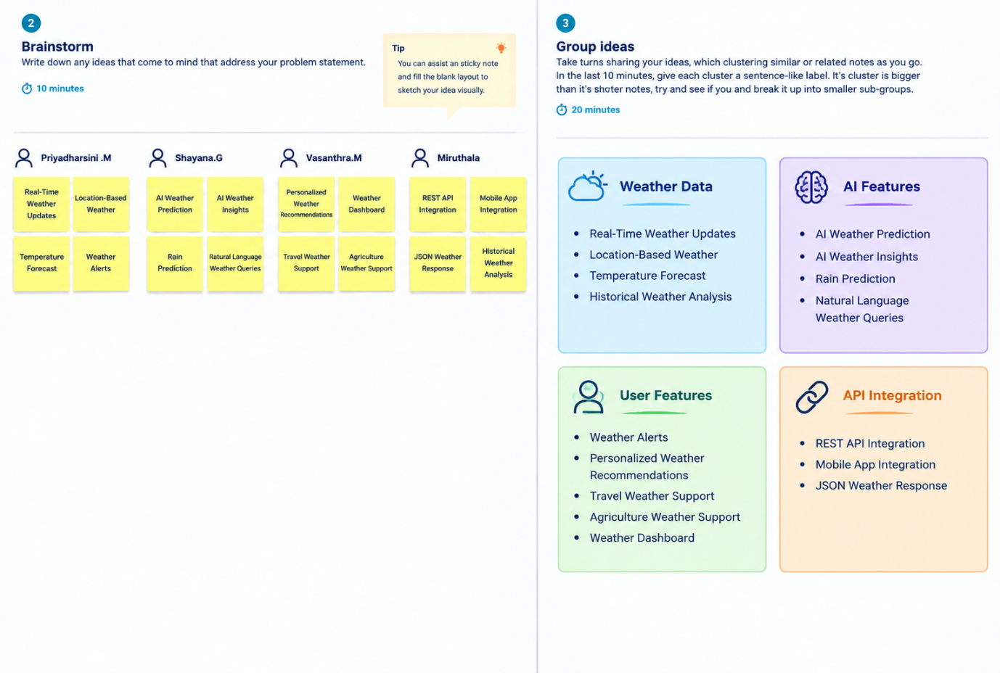 2
Brainstorm
Write down any ideas that come to mind that address your problem statement.
10 minutes
Tip
You can assist an sticky note
and fill the blank layout to
sketch your idea visually.
Priyadharsini .M
Shayana.G
Vasanthra.M
Miruthala
Real-Time
Weather
Updates
Location-Based
Weather
AI Weather
Prediction
AI Weather
Insights
Personalized
Weather
Recommendations
Weather
Dashboard
REST API
Integration
Mobile App
Integration
Temperature
Forecast
Weather
Alerts
Rain
Prediction
Ratural Language
Weather Queries
Travel Weather
Support
Agriculture
Weather Support
JSON Weather
Response
Historical
Weather
Analysis
3
Group ideas
Take turns sharing your ideas, which clustering similar or related notes as you go.
In the last 10 minutes, give each cluster a sentence-like label. It's cluster is bigger
than it's shoter notes, try and see if you and break it up into smaller sub-groups.
20 minutes
Weather Data
• Real-Time Weather Updates
• Location-Based Weather
• Temperature Forecast
• Historical Weather Analysis
AI Features
• AI Weather Prediction
• AI Weather Insights
• Rain Prediction
• Natural Language
Weather Queries
User Features
• Weather Alerts
• Personalized Weather
Recommendations
• Travel Weather Support
• Agriculture Weather Support
• Weather Dashboard
API Integration
• REST API Integration
• Mobile App Integration
• JSON Weather Response